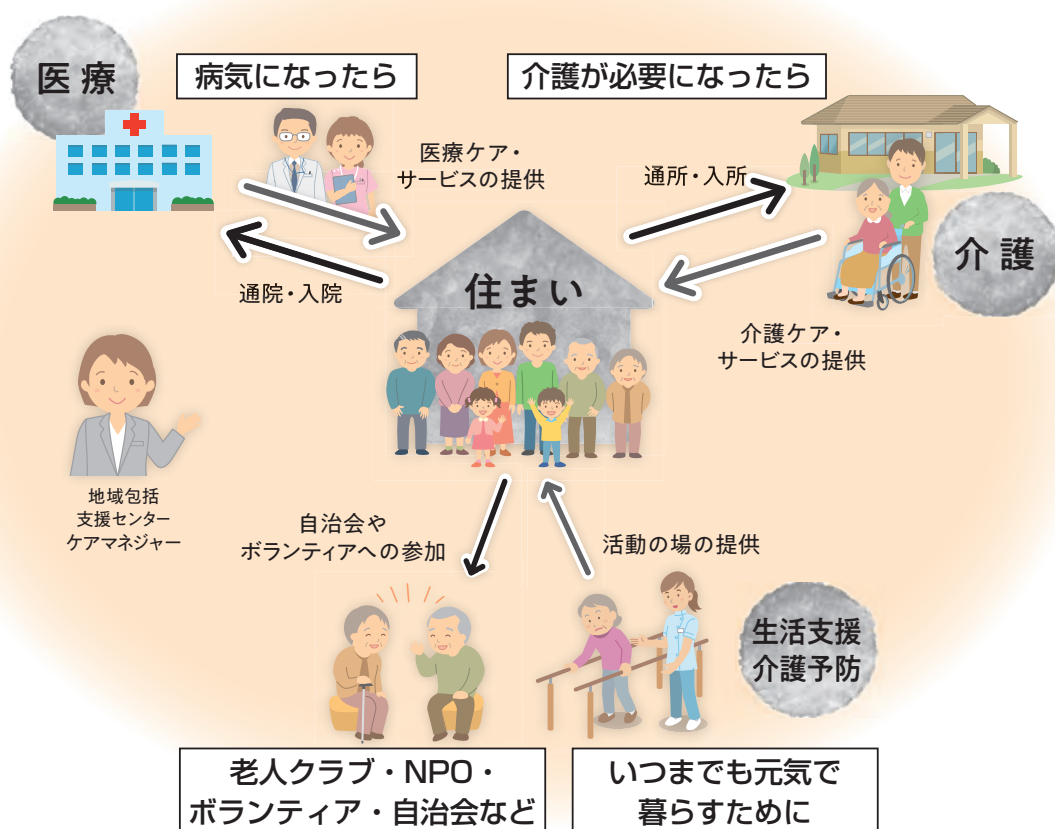 医療
病気になったら
介護が必要になったら
医療ケア・
サービスの提供
通所・入所
介護
住まい
通院・入院
介護ケア・
サービスの提供
地域包括
支援センター
ケアマネジャー
自治会や
ボランティアへの参加
活動の場の提供
生活支援
介護予防
老人クラブ・NPO・
ボランティア・自治会など
いつまでも元気で
暮らすために